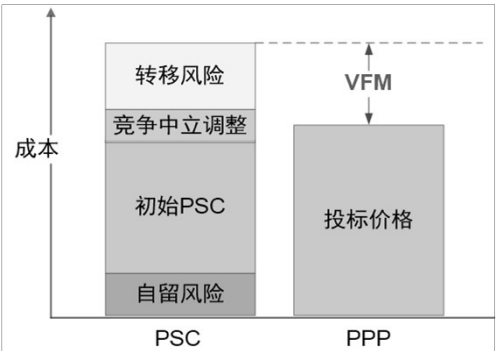 转移风险
VFM
竞争中立调整
成本
初始PSC
投标价格
自留风险
PSC
PPP